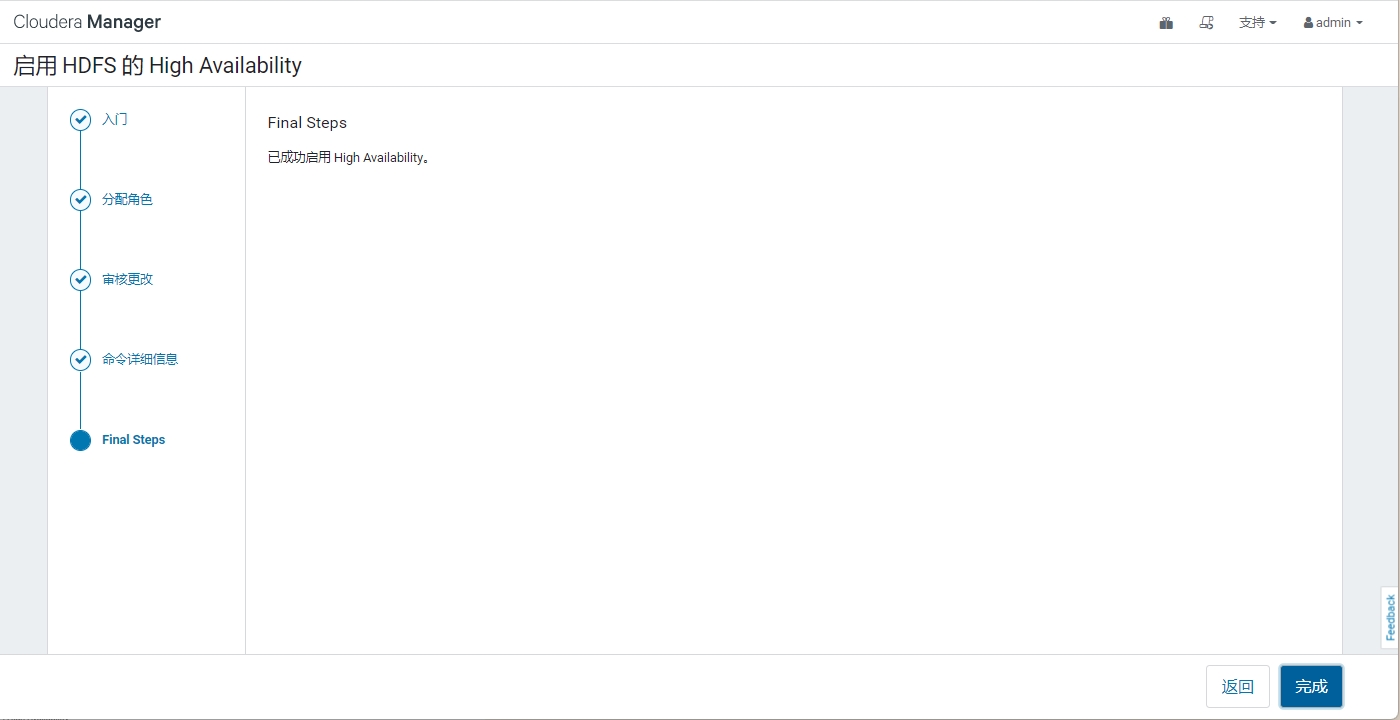 Cloudera Manager
支持
admin
启用 HDFS 的 High Availability
入门
分配角色
审核更改
命令详细信息
Final Steps
Final Steps
已成功启用 High Availability。
Feedback
返回
完成